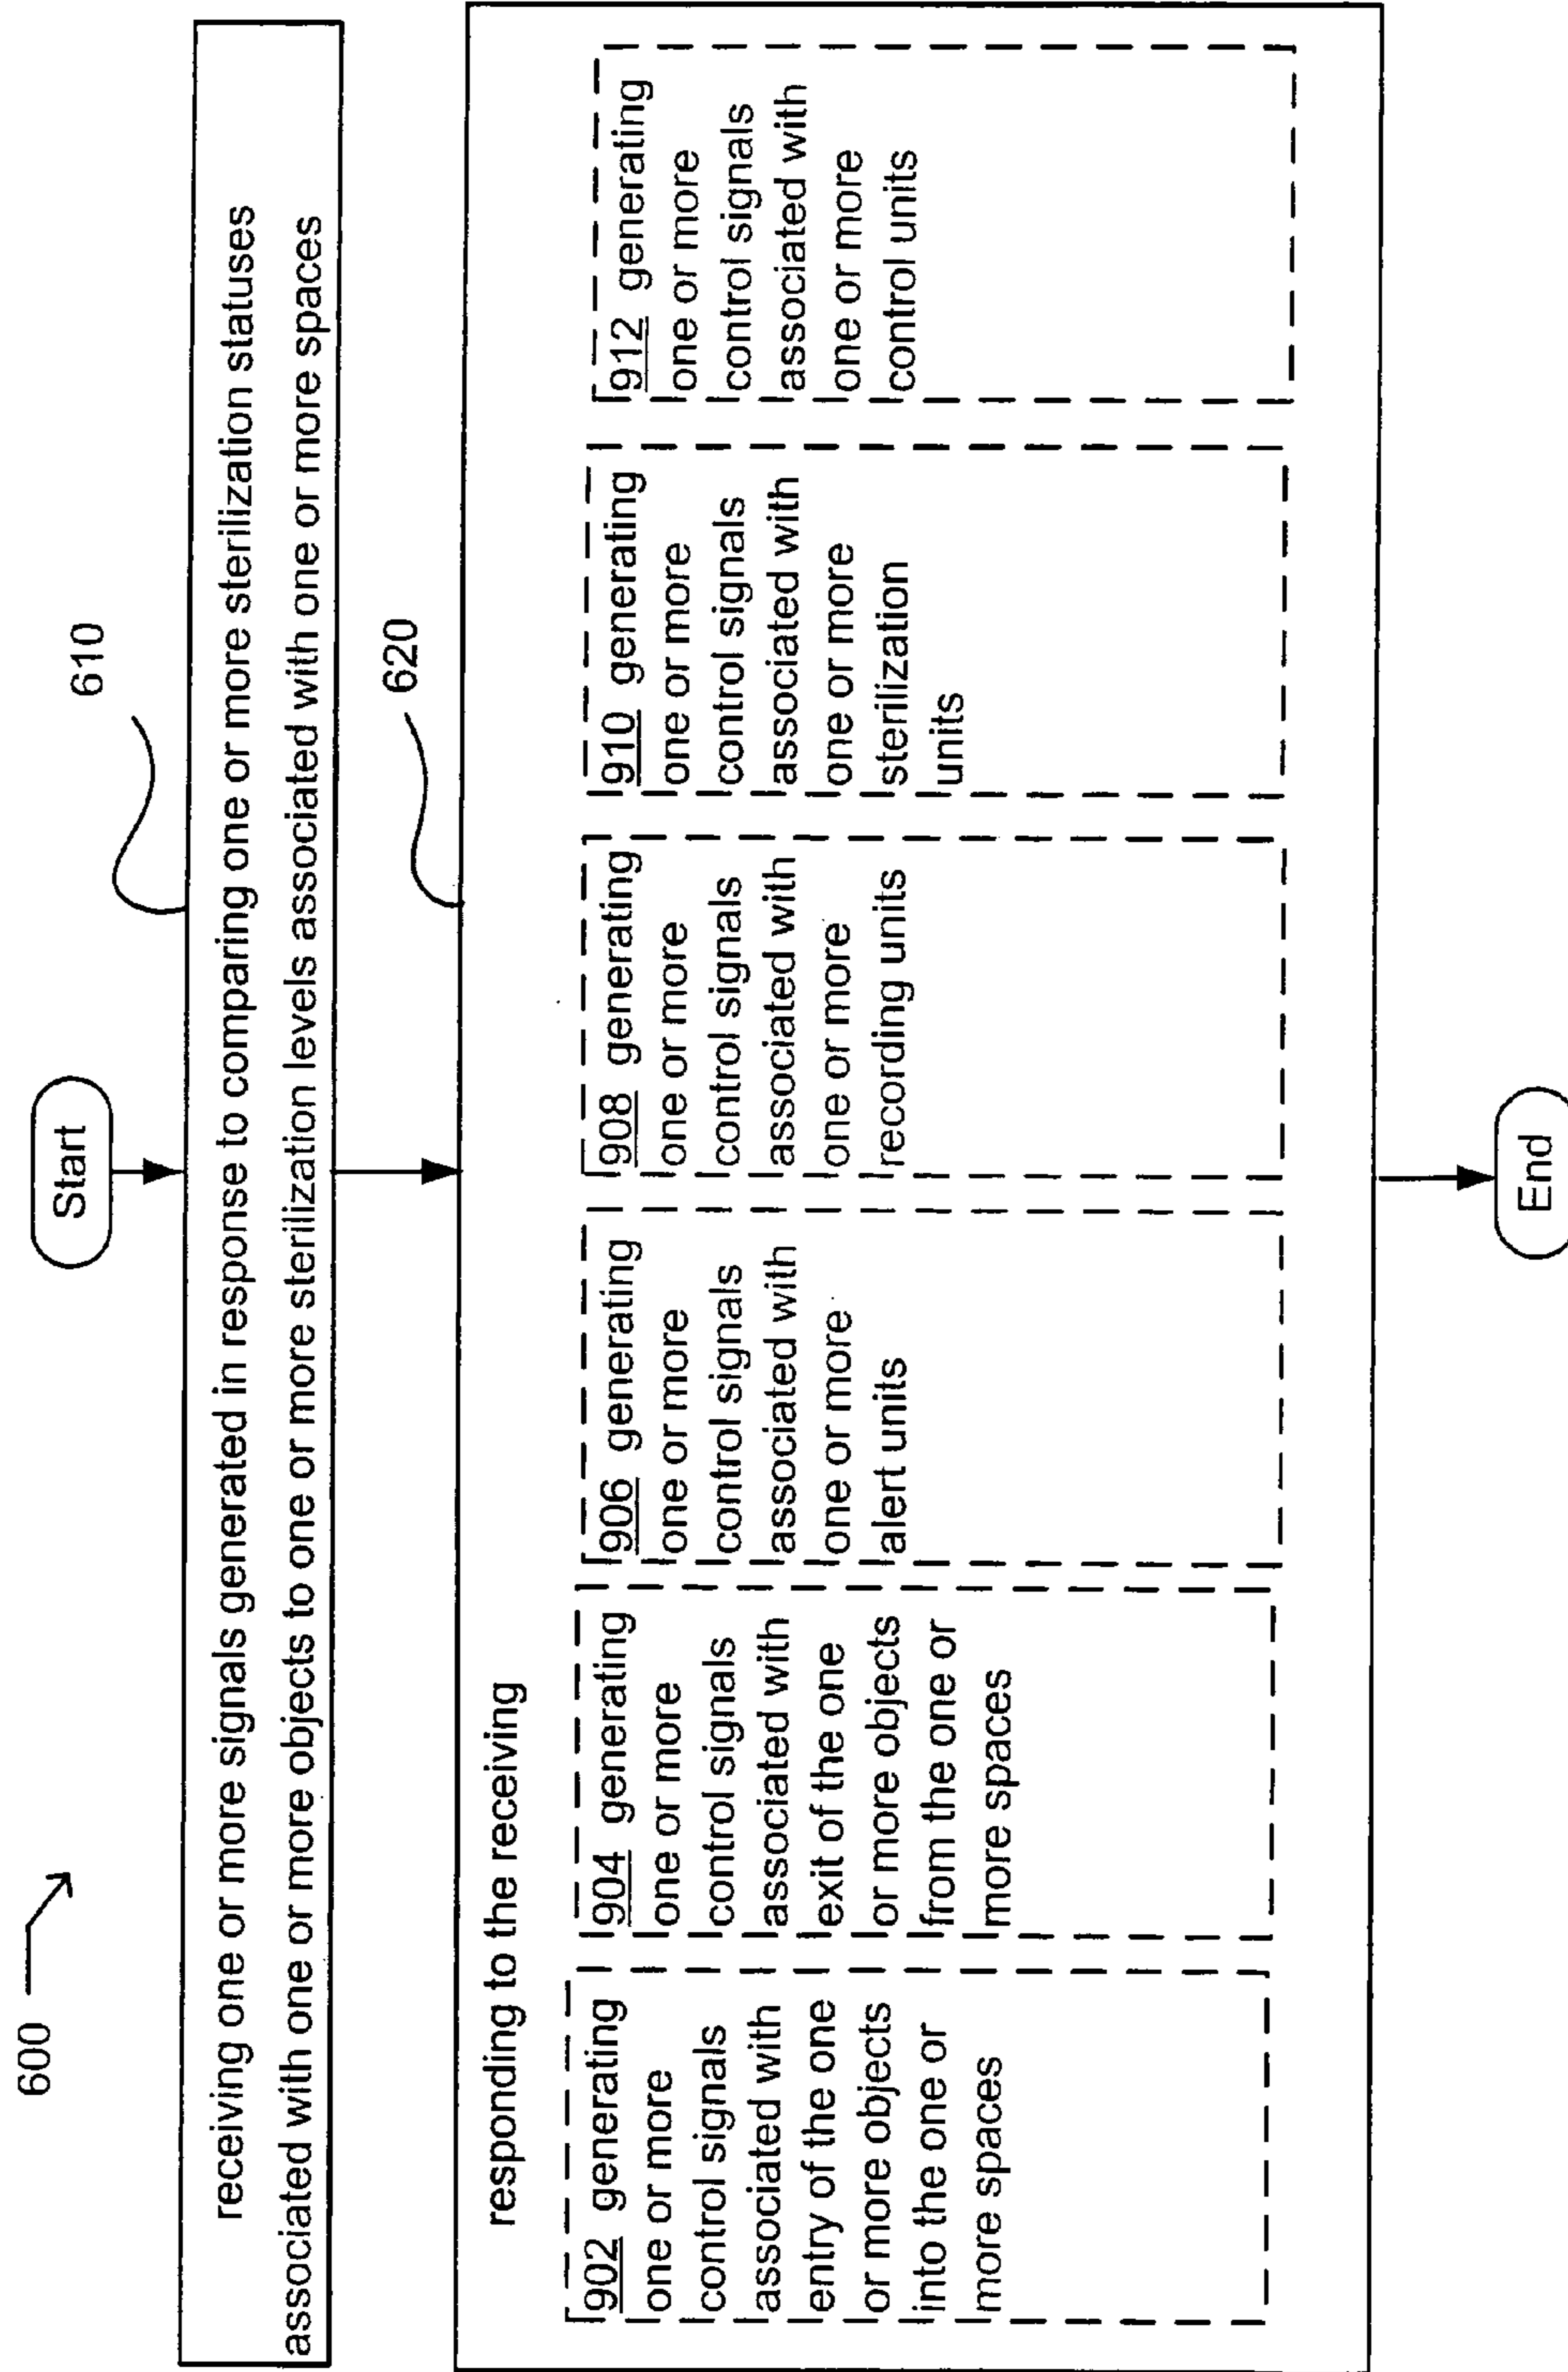 600
Start
610
receiving one or more signals generated in response to comparing one or more sterilization statuses
associated with one or more objects to one or more sterilization levels associated with one or more spaces
620
responding to the receiving
902 generating
one or more
control signals
associated with
entry of the one
or more objects
into the one or
more spaces
904 generating
one or more
control signals
associated with
exit of the one
or more objects
from the one or
more spaces
906 generating
one or more
control signals
associated with
one or more
alert units
908 generating
one or more
control signals
associated with
one or more
recording units
910 generating
one or more
control signals
associated with
one or more
sterilization
units
912 generating
one or more
control signals
associated with
one or more
control units
End